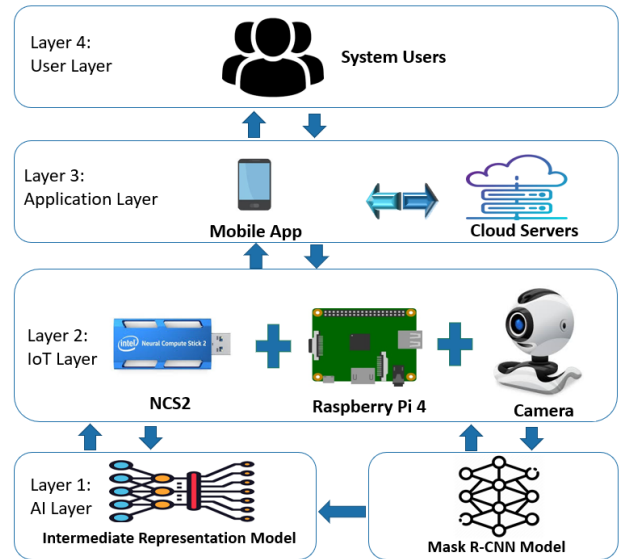 Layer 4:
User Layer
System Users
Layer 3:
Application Layer
Mobile App
Cloud Servers
Layer 2:
IoT Layer
intel Neural Compute Stick 2
NCS2
Raspberry Pi 4
Camera
Layer 1:
AI Layer
Intermediate Representation Model
Mask R-CNN Model